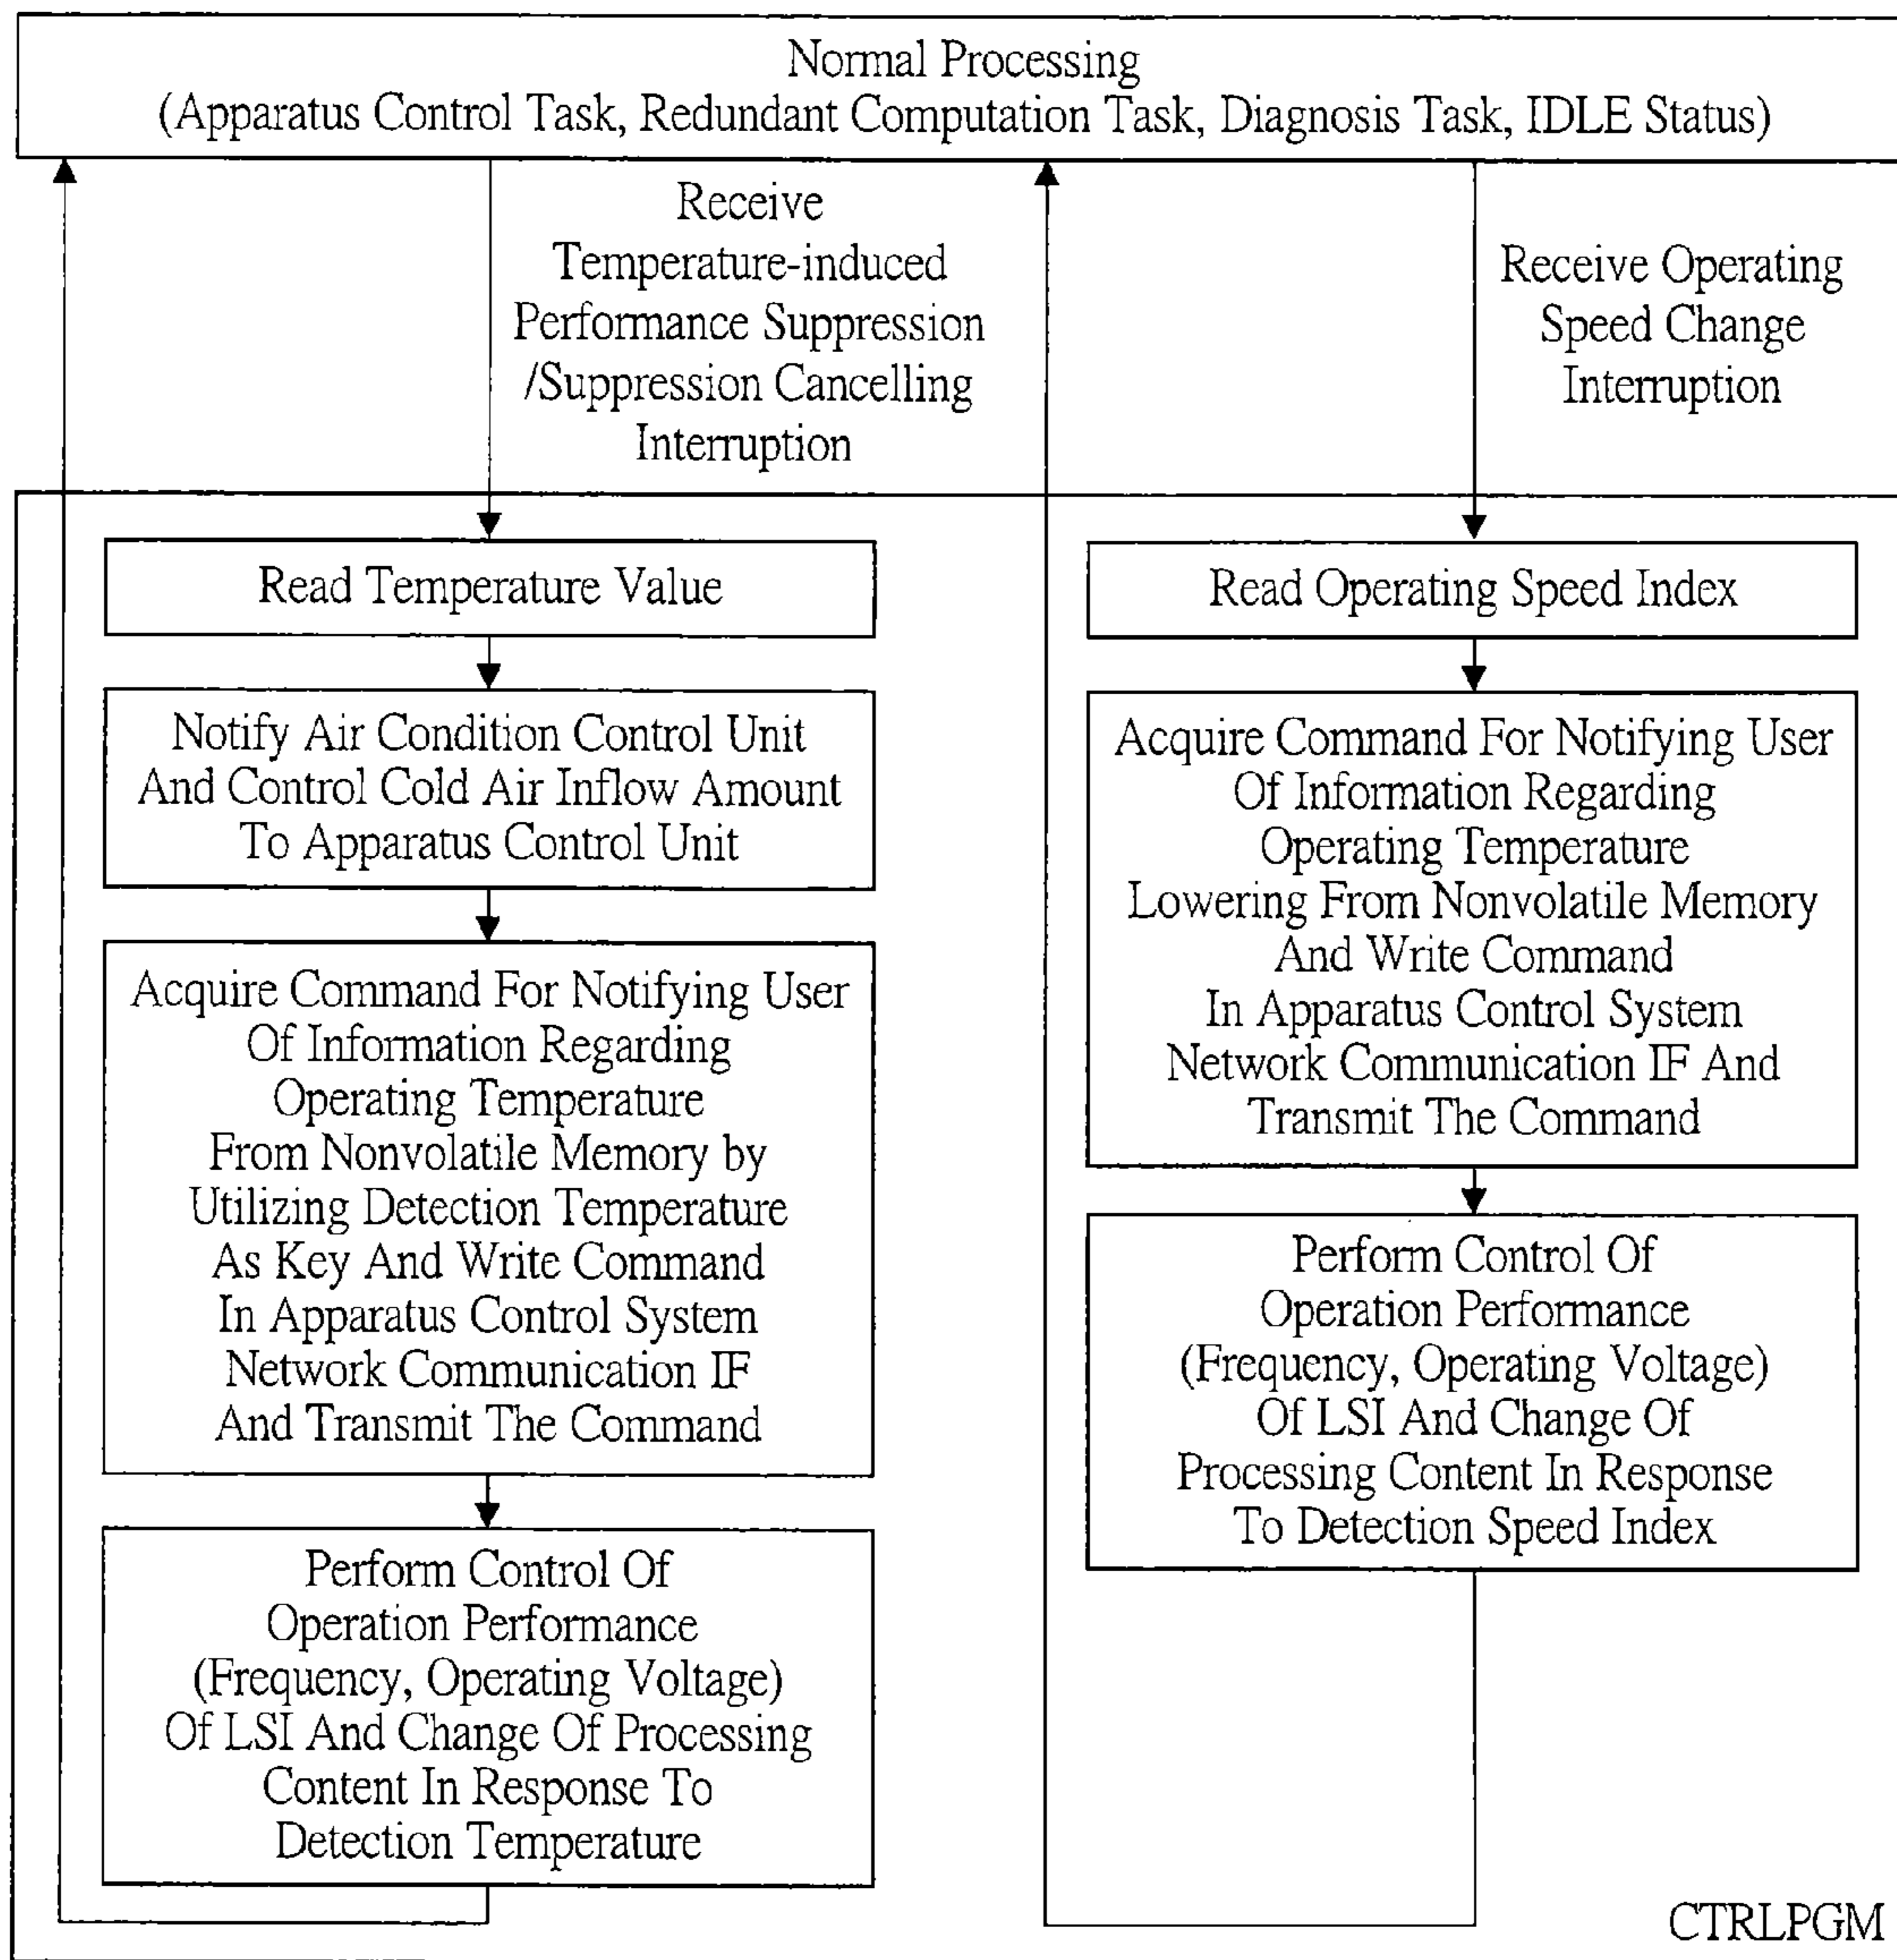 Normal Processing
(Apparatus Control Task, Redundant Computation Task, Diagnosis Task, IDLE Status)
Receive
Temperature-induced
Performance Suppression
/Suppression Cancelling
Interruption
Receive Operating
Speed Change
Interruption
Read Temperature Value
Notify Air Condition Control Unit
And Control Cold Air Inflow Amount
To Apparatus Control Unit
Acquire Command For Notifying User
Of Information Regarding
Operating Temperature
From Nonvolatile Memory by
Utilizing Detection Temperature
As Key And Write Command
In Apparatus Control System
Network Communication IF
And Transmit The Command
Perform Control Of
Operation Performance
(Frequency, Operating Voltage)
Of LSI And Change Of Processing
Content In Response To
Detection Temperature
Read Operating Speed Index
Acquire Command For Notifying User
Of Information Regarding
Operating Temperature
Lowering From Nonvolatile Memory
And Write Command
In Apparatus Control System
Network Communication IF And
Transmit The Command
Perform Control Of
Operation Performance
(Frequency, Operating Voltage)
Of LSI And Change Of
Processing Content In Response
To Detection Speed Index
CTRLPGM